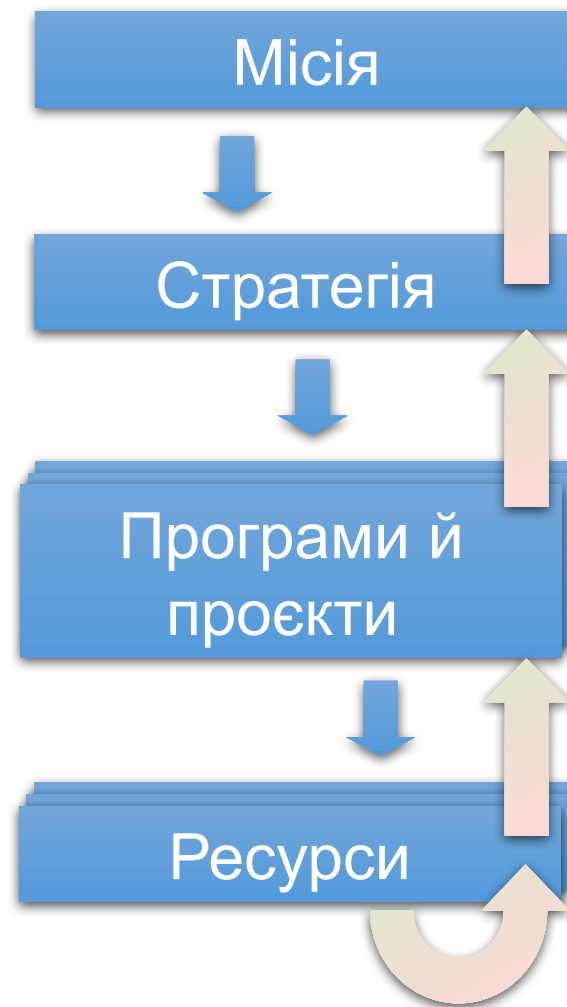 Місія
Стратегія
Програми й
проєкти
Ресурси